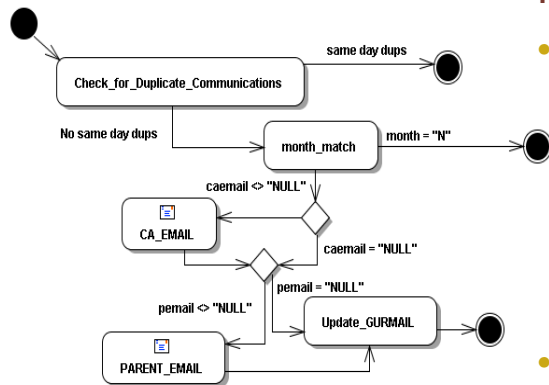 same day dups
Check_for_Duplicate_Communications
No same day dups
month_match
month = "N"
caemail <> "NULL"
CA_EMAIL
caemail = "NULL"
pemail = "NULL"
pemail <> "NULL"
Update_GURMAIL
PARENT_EMAIL